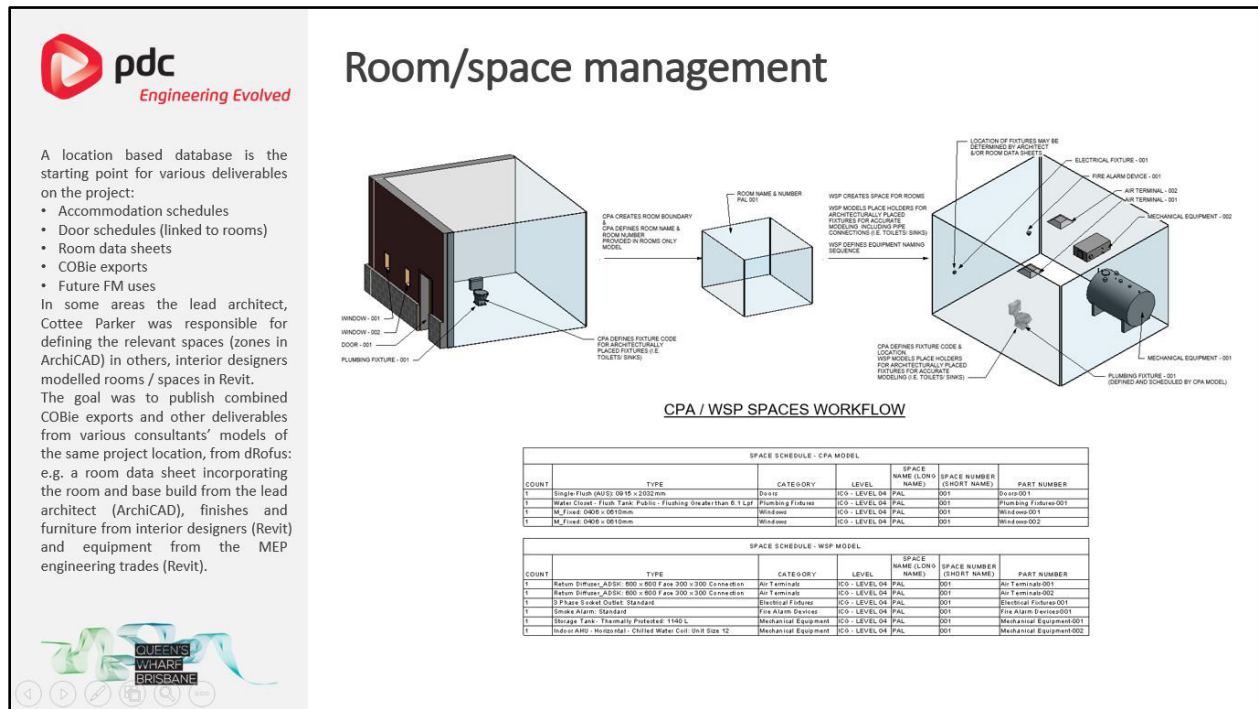 pdc
Engineering Evolved
A location based database is the
starting point for various deliverables
on the project:
• Accommodation schedules
• Door schedules (linked to rooms)
• Room data sheets
• COBie exports
• Future FM uses
In some areas the lead architect,
Cottee Parker was responsible for
defining the relevant spaces (zones in
ArchiCAD) in others, interior designers
modelled rooms / spaces in Revit.
The goal was to publish combined
COBie exports and other deliverables
from various consultants' models of
the same project location, from dRofus:
e.g. a room data sheet incorporating
the room and base build from the lead
architect (ArchiCAD), finishes and
furniture from interior designers (Revit)
and equipment from the MEP
engineering trades (Revit).
QUEEN'S
WHARF
BRISBANE
Room/space management
WINDOW - 001
WINDOW - 002
DOOR - 001
PLUMBING FIXTURE - 001
CPA DEFINES FIXTURE CODE
FOR ARCHITECTURALLY
PLACED FIXTURES (I.E.
TOILETS/ SINKS)
CPA CREATES ROOM BOUNDARY
&
CPA DEFINES ROOM NAME &
ROOM NUMBER
PROVIDED IN ROOMS ONLY
MODEL
ROOM NAME & NUMBER
PAL 001
WSP CREATES SPACE FOR ROOMS
WSP MODELS PLACE HOLDERS FOR
ARCHITECTURALLY PLACED
FIXTURES FOR ACCURATE
MODELING INCLUDING PIPE
CONNECTIONS (I.E. TOILETS/ SINKS)
WSP DEFINES EQUIPMENT NAMING
SEQUENCE
LOCATION OF FIXTURES MAY BE
DETERMINED BY ARCHITECT
&/OR ROOM DATA SHEETS
ELECTRICAL FIXTURE - 001
FIRE ALARM DEVICE - 001
AIR TERMINAL - 002
AIR TERMINAL - 001
MECHANICAL EQUIPMENT - 002
CPA DEFINES FIXTURE CODE &
LOCATION.
WSP MODELS PLACE HOLDERS
FOR ARCHITECTURALLY PLACED
FIXTURES FOR ACCURATE
MODELING (I.E. TOILETS/ SINKS)
MECHANICAL EQUIPMENT - 001
PLUMBING FIXTURE - 001
(DEFINED AND SCHEDULED BY CPA MODEL)
CPA / WSP SPACES WORKFLOW
SPACE SCHEDULE - CPA MODEL
COUNT TYPE CATEGORY LEVEL SPACE NAME (LONG NAME) SPACE NUMBER (SHORT NAME) PART NUMBER
1 Single-Flush (AUS): 0915 x 2032mm Doors ICG - LEVEL 04 PAL 001 Doors-001
1 Water Closet - Flush Tank: Public - Flushing Greater than 6.1 Lpf Plumbing Fixtures ICG - LEVEL 04 PAL 001 Plumbing Fixtures-001
1 M_Fixed: 0406 x 0610mm Windows ICG - LEVEL 04 PAL 001 Windows-001
1 M_Fixed: 0406 x 0610mm Windows ICG - LEVEL 04 PAL 001 Windows-002
SPACE SCHEDULE - WSP MODEL
COUNT TYPE CATEGORY LEVEL SPACE NAME (LONG NAME) SPACE NUMBER (SHORT NAME) PART NUMBER
1 Return Diffuser_ADSK: 600 x 600 Face 300 x 300 Connection Air Terminals ICG - LEVEL 04 PAL 001 Air Terminals-001
1 Return Diffuser_ADSK: 600 x 600 Face 300 x 300 Connection Air Terminals ICG - LEVEL 04 PAL 001 Air Terminals-002
1 3 Phase Socket Outlet: Standard Electrical Fixtures ICG - LEVEL 04 PAL 001 Electrical Fixtures-001
1 Smoke Alarm: Standard Fire Alarm Devices ICG - LEVEL 04 PAL 001 Fire Alarm Devices-001
1 Storage Tank - Thermally Protected: 1140 L Mechanical Equipment ICG - LEVEL 04 PAL 001 Mechanical Equipment-001
1 Indoor AHU - Horizontal - Chilled Water Coil: Unit Size 12 Mechanical Equipment ICG - LEVEL 04 PAL 001 Mechanical Equipment-002